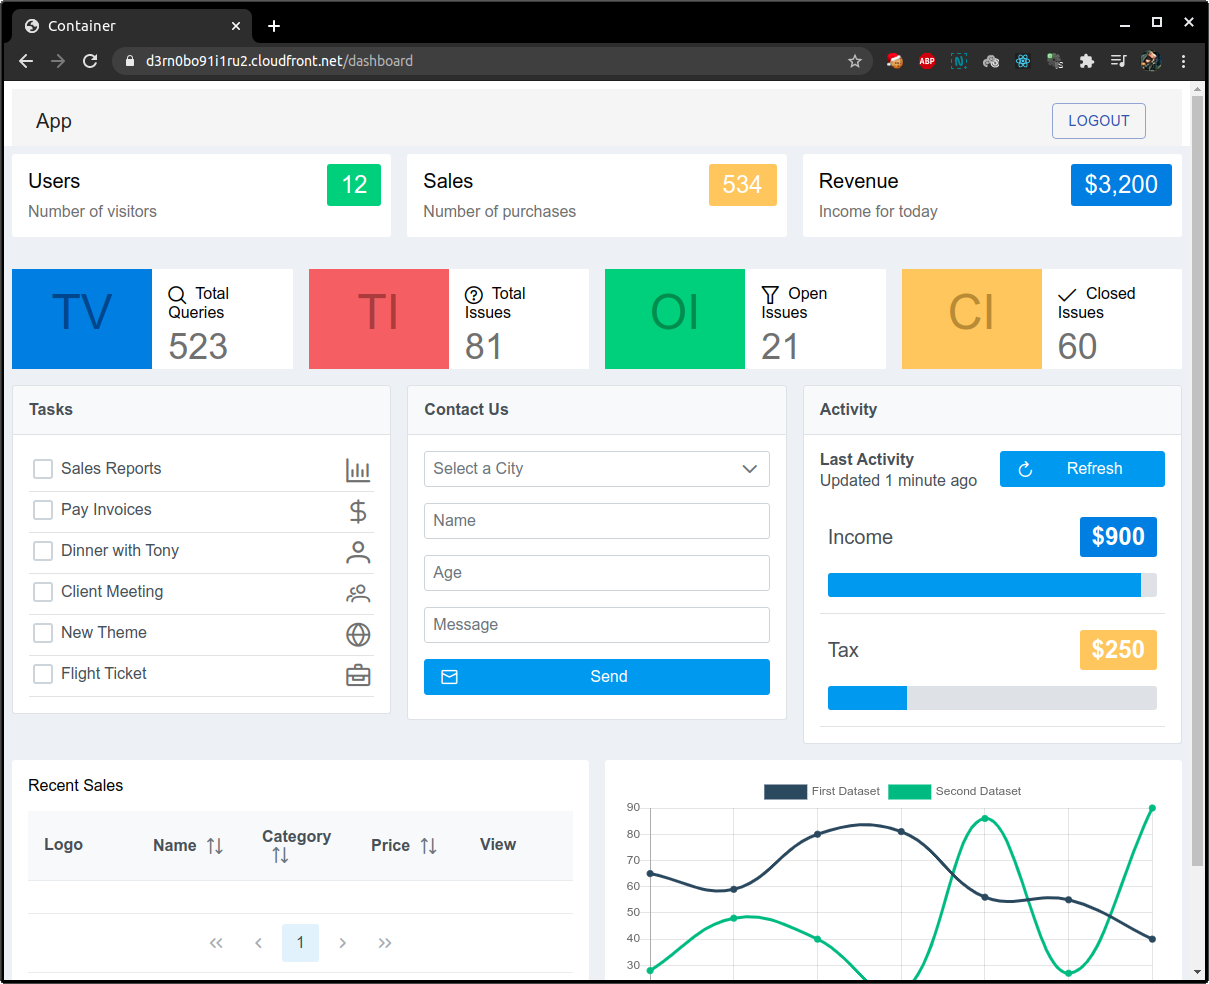 Container
d3rn0bo91i1ru2.cloudfront.net/dashboard
ABP
App
LOGOUT
Users
12
Number of visitors
Sales
534
Number of purchases
Revenue
$3,200
Income for today
TV
Total
Queries
523
TI
Total
Issues
81
OI
Open
Issues
21
CI
Closed
Issues
60
Tasks
Sales Reports
Pay Invoices
Dinner with Tony
Client Meeting
New Theme
Flight Ticket
Contact Us
Select a City
Name
Age
Message
Send
Activity
Last Activity
Updated 1 minute ago
Refresh
Income
$900
Tax
$250
Recent Sales
Logo
Name
Category
Price
View
1
First Dataset
Second Dataset
90
80
70
60
50
40
30